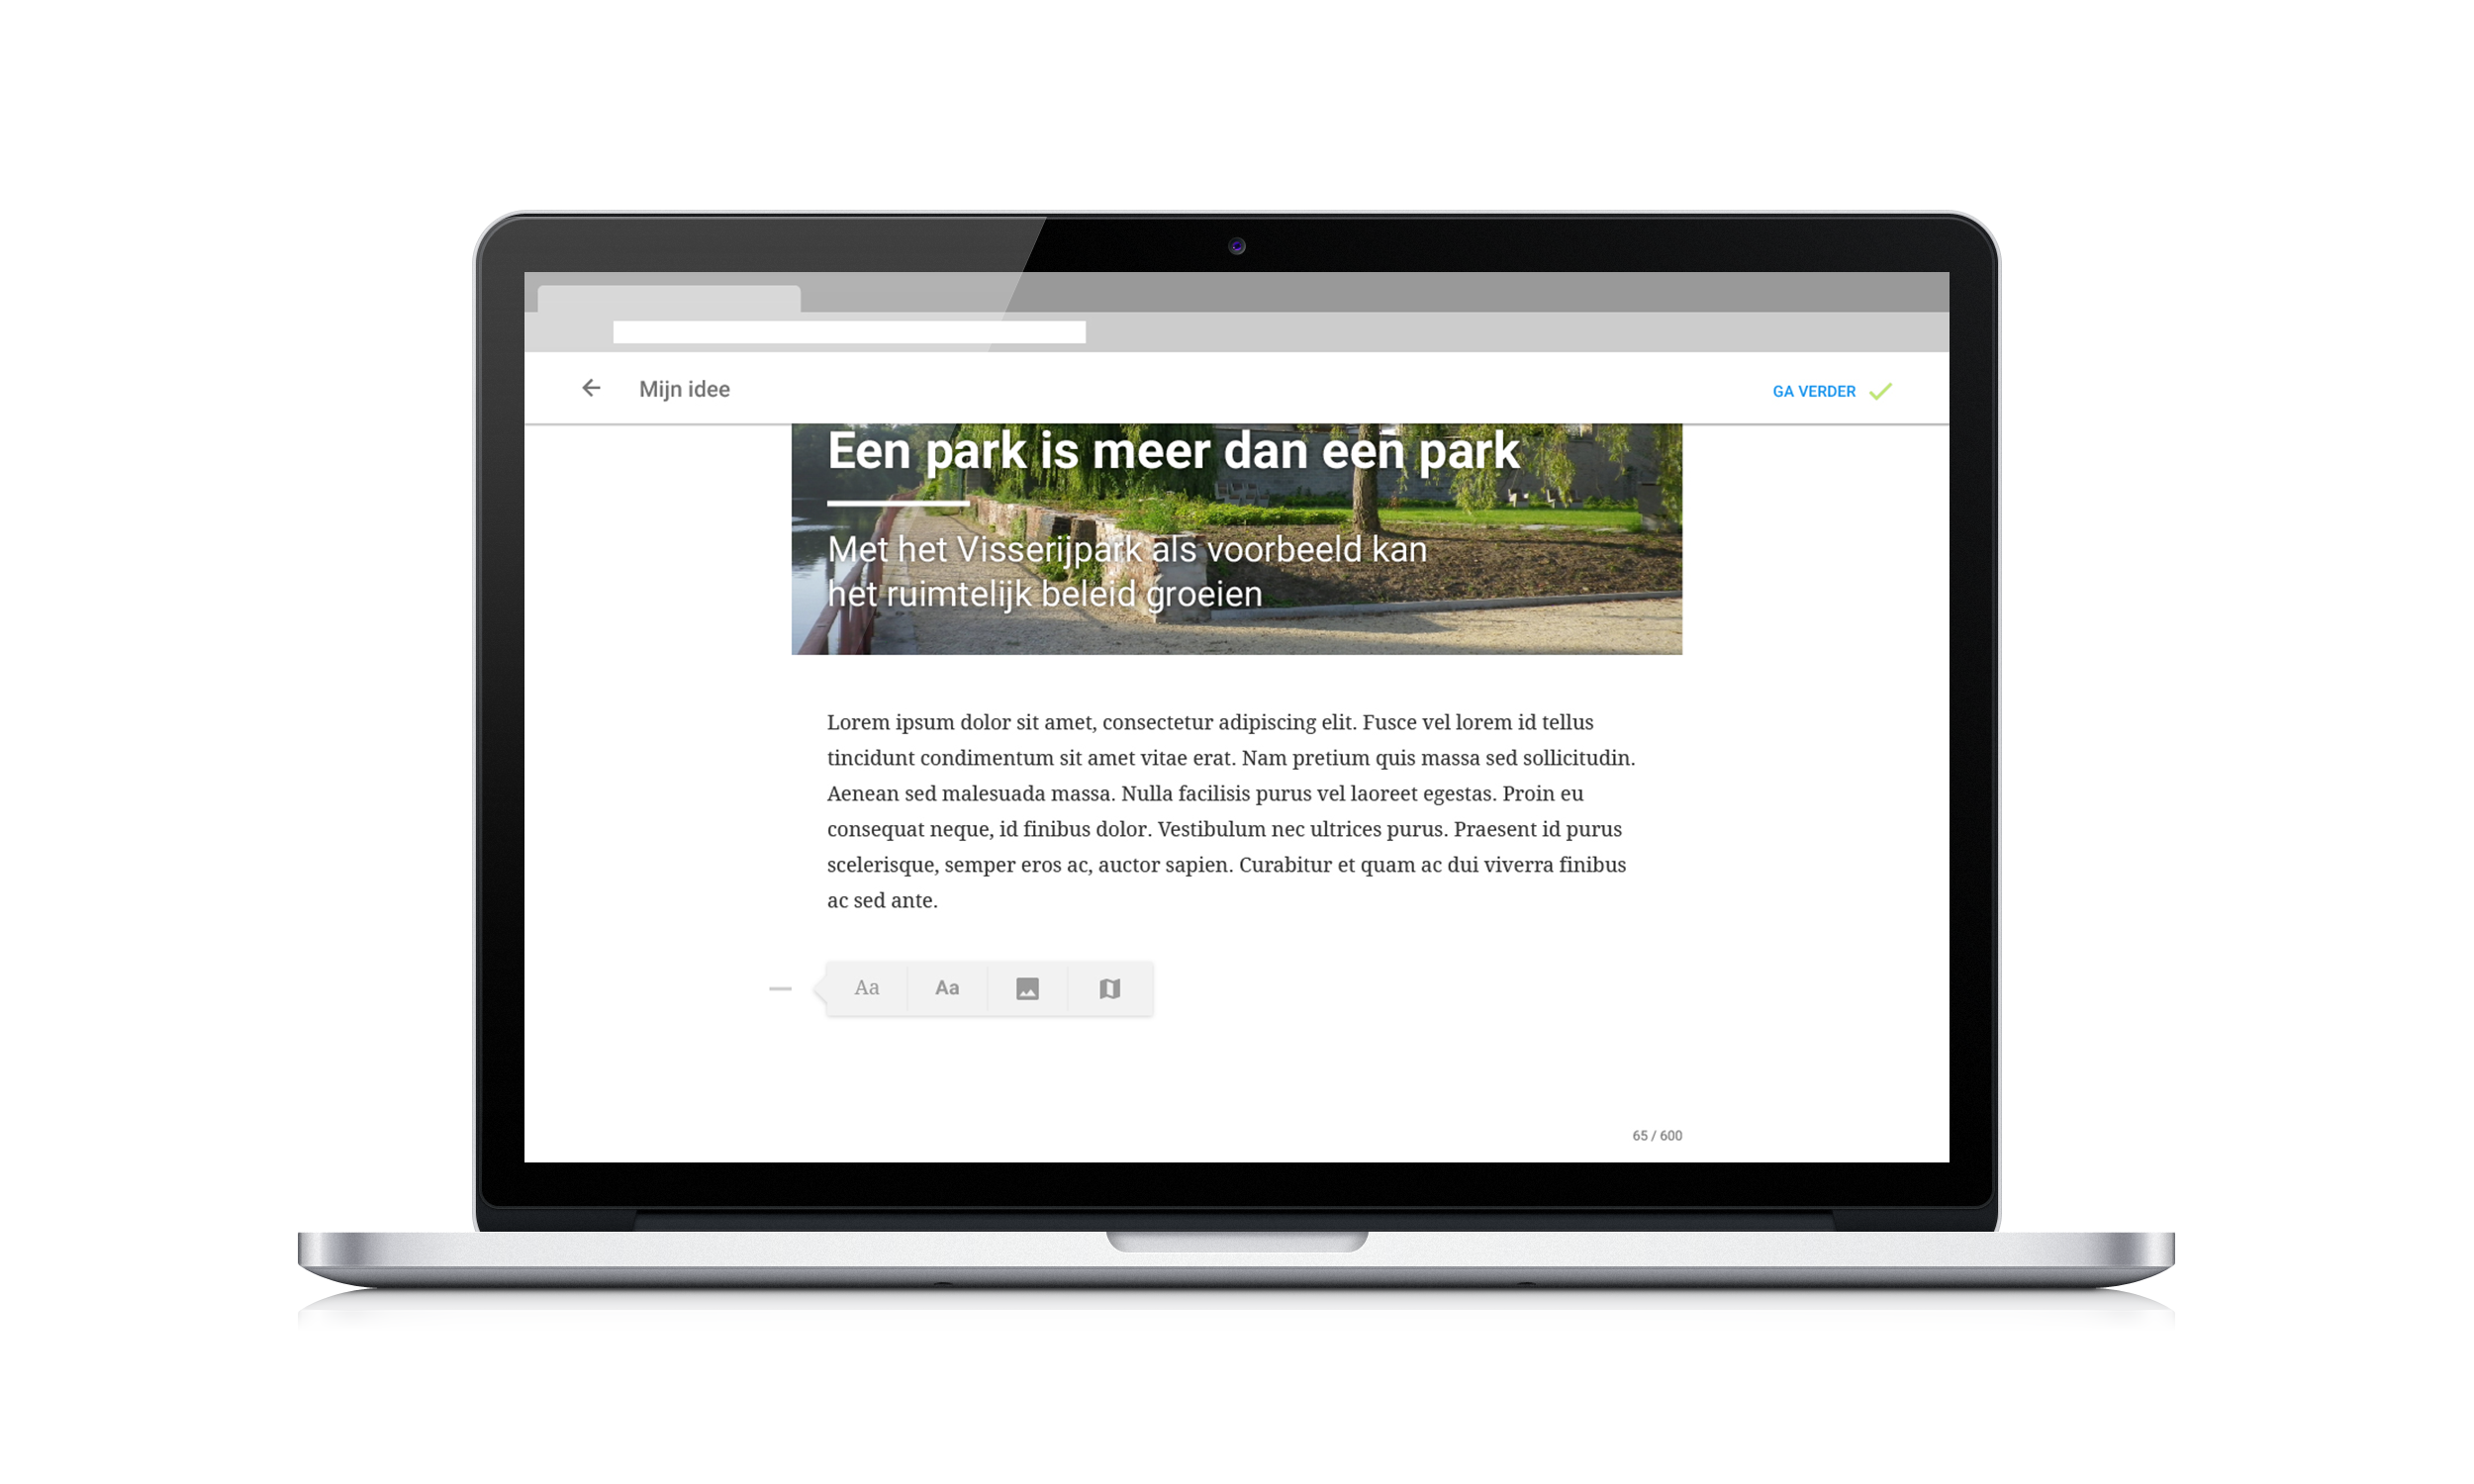 Mijn idee
GA VERDER
Een park is meer dan een park
Met het Visserijpark als voorbeeld kan
het ruimtelijk beleid groeien
Lorem ipsum dolor sit amet, consectetur adipiscing elit. Fusce vel lorem id tellus
tincidunt condimentum sit amet vitae erat. Nam pretium quis massa sed sollicitudin.
Aenean sed malesuada massa. Nulla facilisis purus vel laoreet egestas. Proin eu
consequat neque, id finibus dolor. Vestibulum nec ultrices purus. Praesent id purus
scelerisque, semper eros ac, auctor sapien. Curabitur et quam ac dui viverra finibus
ac sed ante.
Aa
Aa
65 / 600